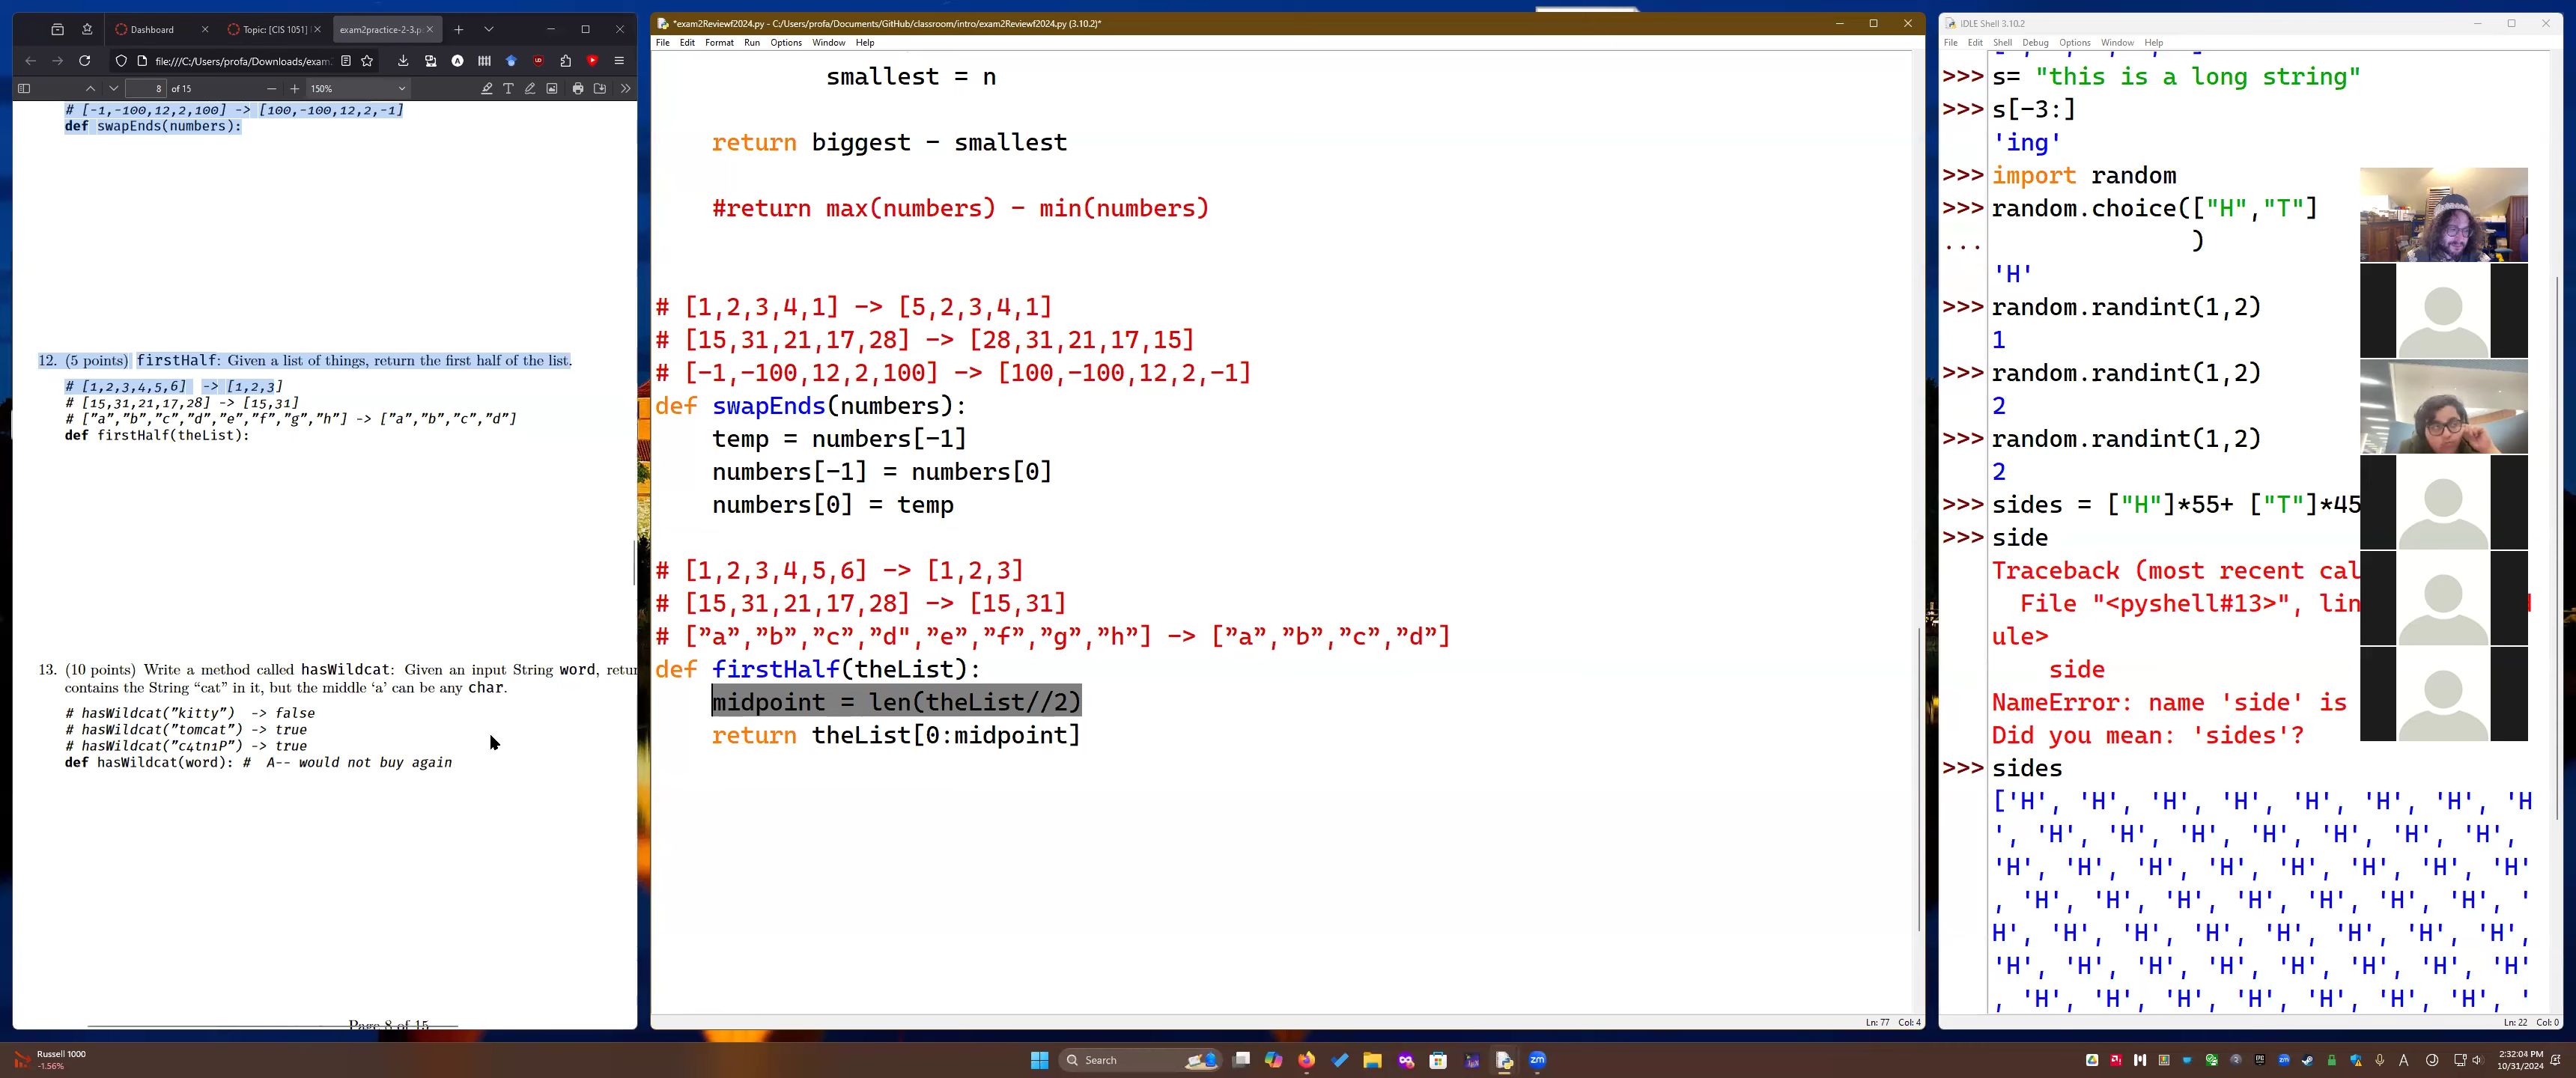 Dashboard
Topic: [CIS 1051]
exam2practice-2-3.p
file:///C:/Users/profa/Downloads/exam
8 of 15
150%
# [-1,-100,12,2,100] -> [100,-100,12,2,-1]
def swapEnds(numbers):
12. (5 points) firstHalf: Given a list of things, return the first half of the list.
# [1,2,3,4,5,6] -> [1,2,3]
# [15,31,21,17,28] -> [15,31]
# ["a","b","c","d","e","f","g","h"] -> ["a","b","c","d"]
def firstHalf(theList):
13. (10 points) Write a method called hasWildcat: Given an input String word, retur
contains the String “cat” in it, but the middle ‘a’ can be any char.
# hasWildcat("kitty") -> false
# hasWildcat("tomcat") -> true
# hasWildcat("c4tn1P") -> true
def hasWildcat(word): # A-- would not buy again
Page 8 of 15
*exam2Reviewf2024.py - C:/Users/profa/Documents/GitHub/classroom/intro/exam2Reviewf2024.py (3.10.2)*
File Edit Format Run Options Window Help
smallest = n
return biggest - smallest
#return max(numbers) - min(numbers)
# [1,2,3,4,1] -> [5,2,3,4,1]
# [15,31,21,17,28] -> [28,31,21,17,15]
# [-1,-100,12,2,100] -> [100,-100,12,2,-1]
def swapEnds(numbers):
temp = numbers[-1]
numbers[-1] = numbers[0]
numbers[0] = temp
# [1,2,3,4,5,6] -> [1,2,3]
# [15,31,21,17,28] -> [15,31]
# [”a”,”b”,”c”,”d",”e”,”f”,”g”,”h”] -> [”a”,”b”,”c”,”d”]
def firstHalf(theList):
midpoint = len(theList//2)
return theList[0:midpoint]
Ln: 77 Col: 4
IDLE Shell 3.10.2
File Edit Shell Debug Options Window Help
>>> s= "this is a long string"
>>> s[-3:]
'ing'
>>> import random
>>> random.choice(["H","T"]
... )
'H'
>>> random.randint(1,2)
1
>>> random.randint(1,2)
2
>>> random.randint(1,2)
2
>>> sides = ["H"]*55+ ["T"]*45
>>> side
Traceback (most recent cal
File "<pyshell#13>", lin
ule>
side
NameError: name 'side' is
Did you mean: 'sides'?
>>> sides
['H', 'H', 'H', 'H', 'H', 'H', 'H', 'H
', 'H', 'H', 'H', 'H', 'H', 'H', 'H',
'H', 'H', 'H', 'H', 'H', 'H', 'H', 'H'
, 'H', 'H', 'H', 'H', 'H', 'H', 'H', '
H', 'H', 'H', 'H', 'H', 'H', 'H', 'H',
'H', 'H', 'H', 'H', 'H', 'H', 'H', 'H'
, 'H', 'H', 'H', 'H', 'H', 'H', 'H', '
Ln: 22 Col: 0
Russell 1000
-1.56%
Search
2:32:04 PM
10/31/2024